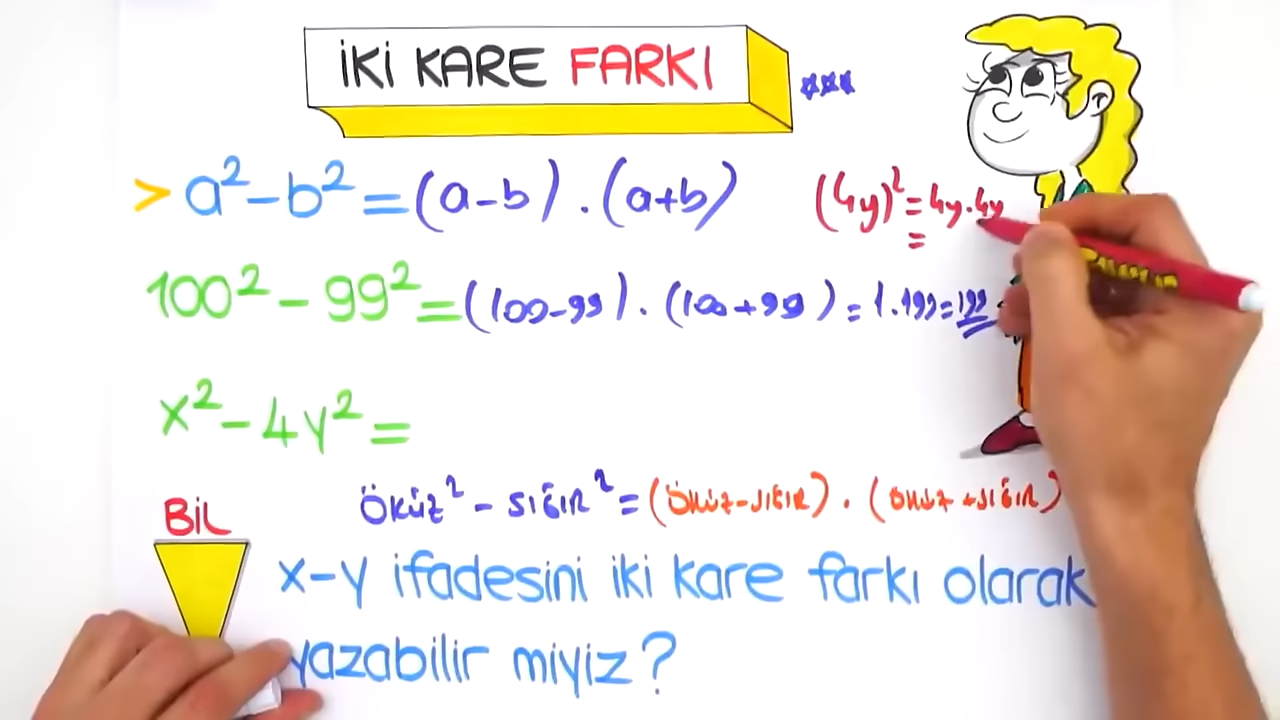 İKİ KARE FARKI ***
> a² - b² = (a-b) . (a+b)
(4y)² = 4y.4y
=
100² - 99² = (100-99) . (100+99) = 1.199 = 199
x² - 4y² =
ÖKÜZ² - SIĞIR² = (ÖKÜZ-SIĞIR) . (ÖKÜZ+SIĞIR)
BİL
x-y ifadesini iki kare farkı olarak
yazabilir miyiz?